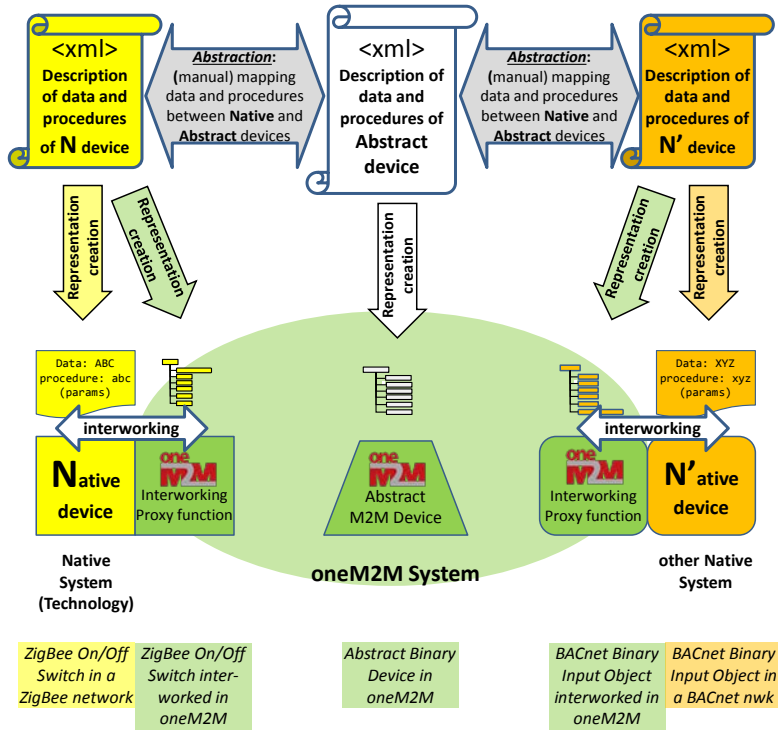 <xml>
Description
of data and
procedures
of N device
Abstraction:
(manual) mapping
data and procedures
between Native and
Abstract devices
<xml>
Description of
data and
procedures of
Abstract
device
Abstraction:
(manual) mapping
data and procedures
between Native and
Abstract devices
<xml>
Description of
data and
procedures of
N' device
Representation
creation
Representation
creation
Representation
creation
Representation
creation
Representation
creation
Data: ABC
procedure: abc
(params)
Data: XYZ
procedure: xyz
(params)
interworking
interworking
Native
device
one
M2M
Interworking
Proxy function
one
M2M
Abstract
M2M Device
one
M2M
Interworking
Proxy function
N'ative
device
Native
System
(Technology)
oneM2M System
other Native
System
ZigBee On/Off
Switch in a
ZigBee network
ZigBee On/Off
Switch inter-
worked in
oneM2M
Abstract Binary
Device in
oneM2M
BACnet Binary
Input Object
interworked in
oneM2M
BACnet Binary
Input Object in
a BACnet nwk